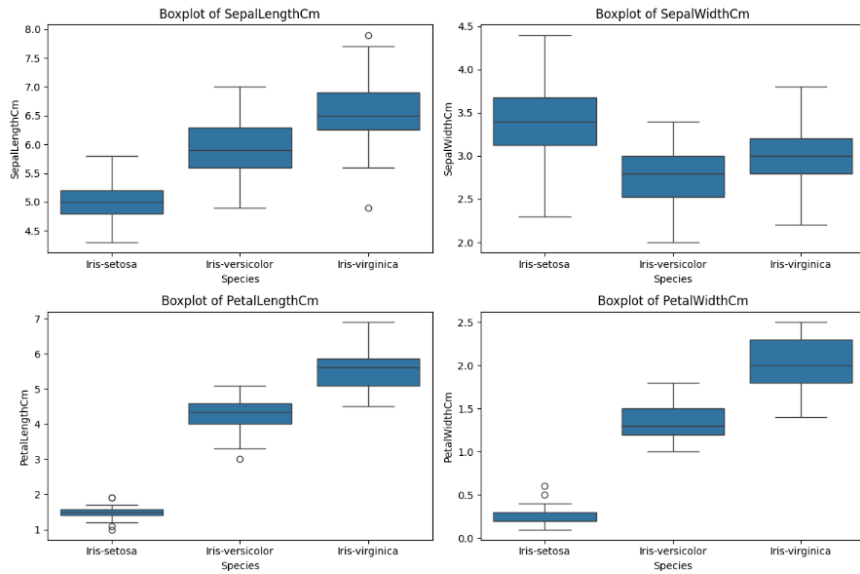 Boxplot of SepalLengthCm
SepalLengthCm
8.0
7.5
7.0
6.5
6.0
5.5
5.0
4.5
Iris-setosa Iris-versicolor Iris-virginica
Species
Boxplot of SepalWidthCm
SepalWidthCm
4.5
4.0
3.5
3.0
2.5
2.0
Iris-setosa Iris-versicolor Iris-virginica
Species
Boxplot of PetalLengthCm
PetalLengthCm
7
6
5
4
3
2
1
Iris-setosa Iris-versicolor Iris-virginica
Species
Boxplot of PetalWidthCm
PetalWidthCm
2.5
2.0
1.5
1.0
0.5
0.0
Iris-setosa Iris-versicolor Iris-virginica
Species